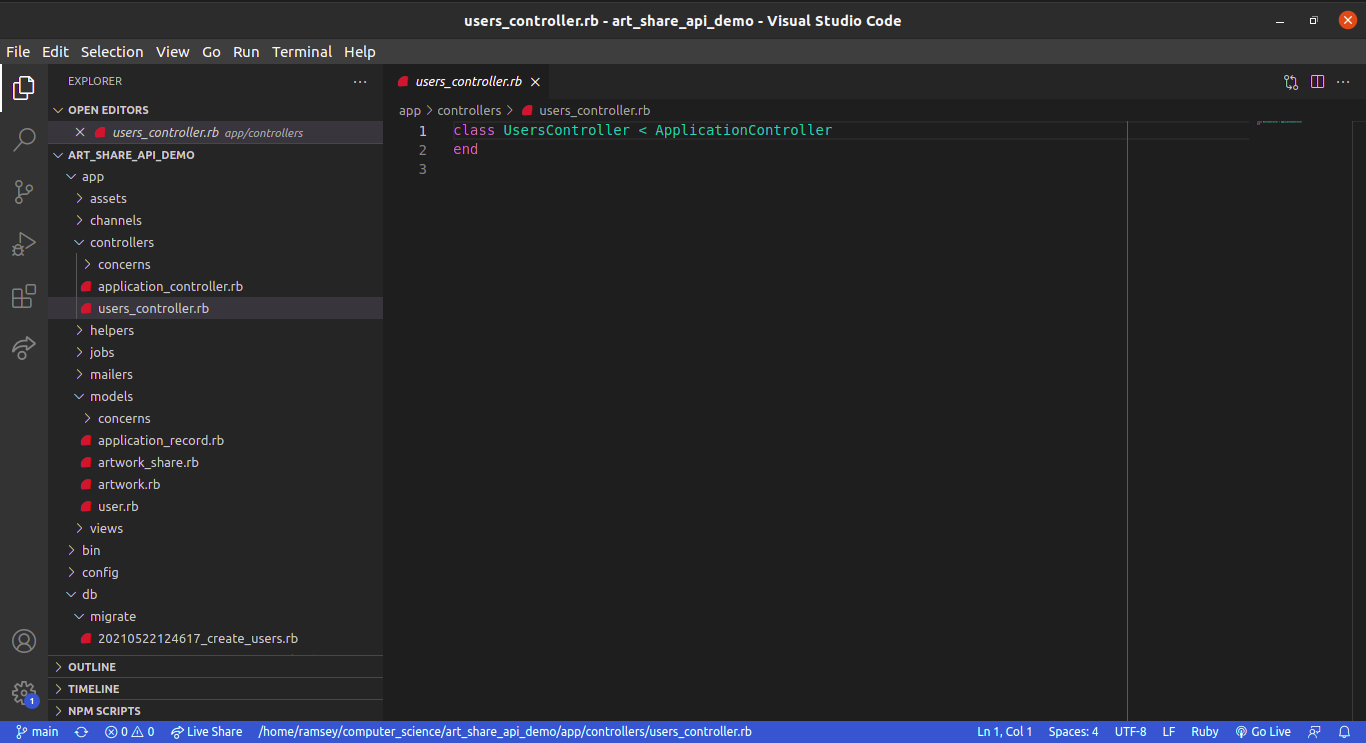 users_controller.rb - art_share_api_demo - Visual Studio Code
File Edit Selection View Go Run Terminal Help
EXPLORER
OPEN EDITORS
users_controller.rb app/controllers
ART_SHARE_API_DEMO
app
assets
channels
controllers
concerns
application_controller.rb
users_controller.rb
helpers
jobs
mailers
models
concerns
application_record.rb
artwork_share.rb
artwork.rb
user.rb
views
bin
config
db
migrate
20210522124617_create_users.rb
OUTLINE
TIMELINE
NPM SCRIPTS
1
users_controller.rb
app > controllers > users_controller.rb
1 class UsersController < ApplicationController
2 end
3
main 0 0 Live Share /home/ramsey/computer_science/art_share_api_demo/app/controllers/users_controller.rb Ln 1, Col 1 Spaces: 4 UTF-8 LF Ruby Go Live